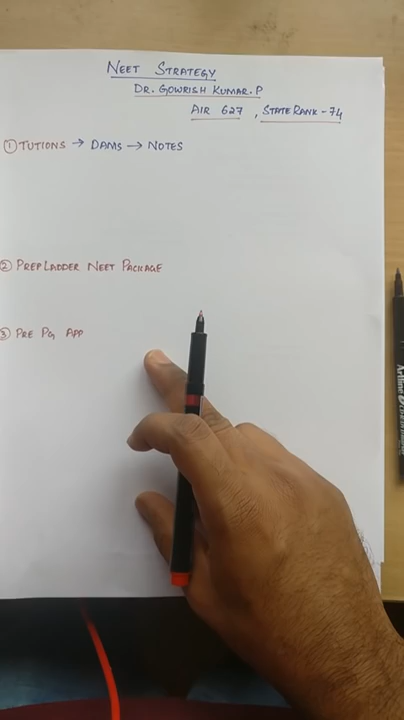 NEET STRATEGY
DR. GOWRISH KUMAR. P
AIR 627 , STATE RANK - 74
① TUTIONS → DAMS → NOTES
② PREPLADDER NEET PACKAGE
③ PRE PG APP
Artline